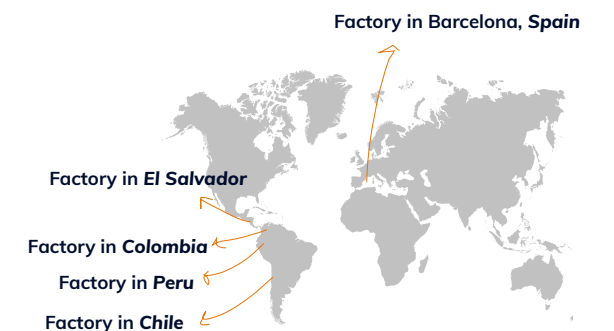 Factory in Barcelona, Spain
Factory in El Salvador
Factory in Colombia
Factory in Peru
Factory in Chile